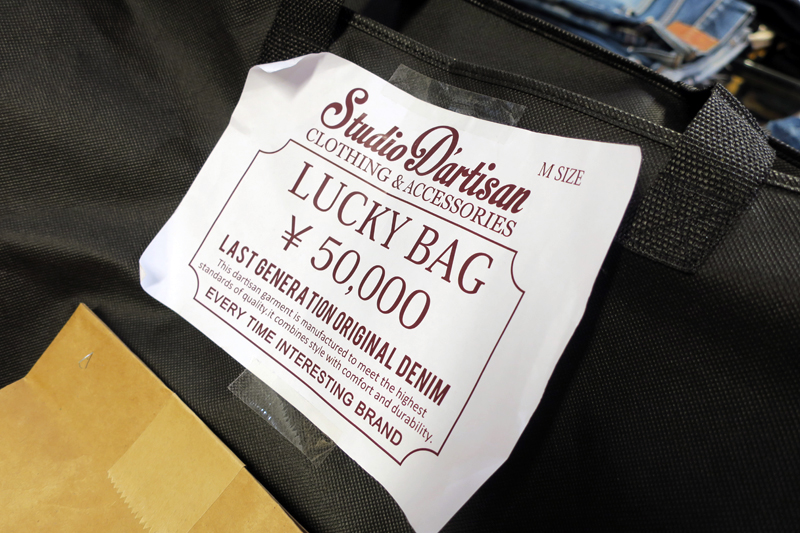 Studio D'artisan
CLOTHING & ACCESSORIES
M SIZE
LUCKY BAG
¥ 50,000
LAST GENERATION ORIGINAL DENIM
This dartisan garment is manufactured to meet the highest
standards of quality.it combines style with comfort and durability.
EVERY TIME INTERESTING BRAND